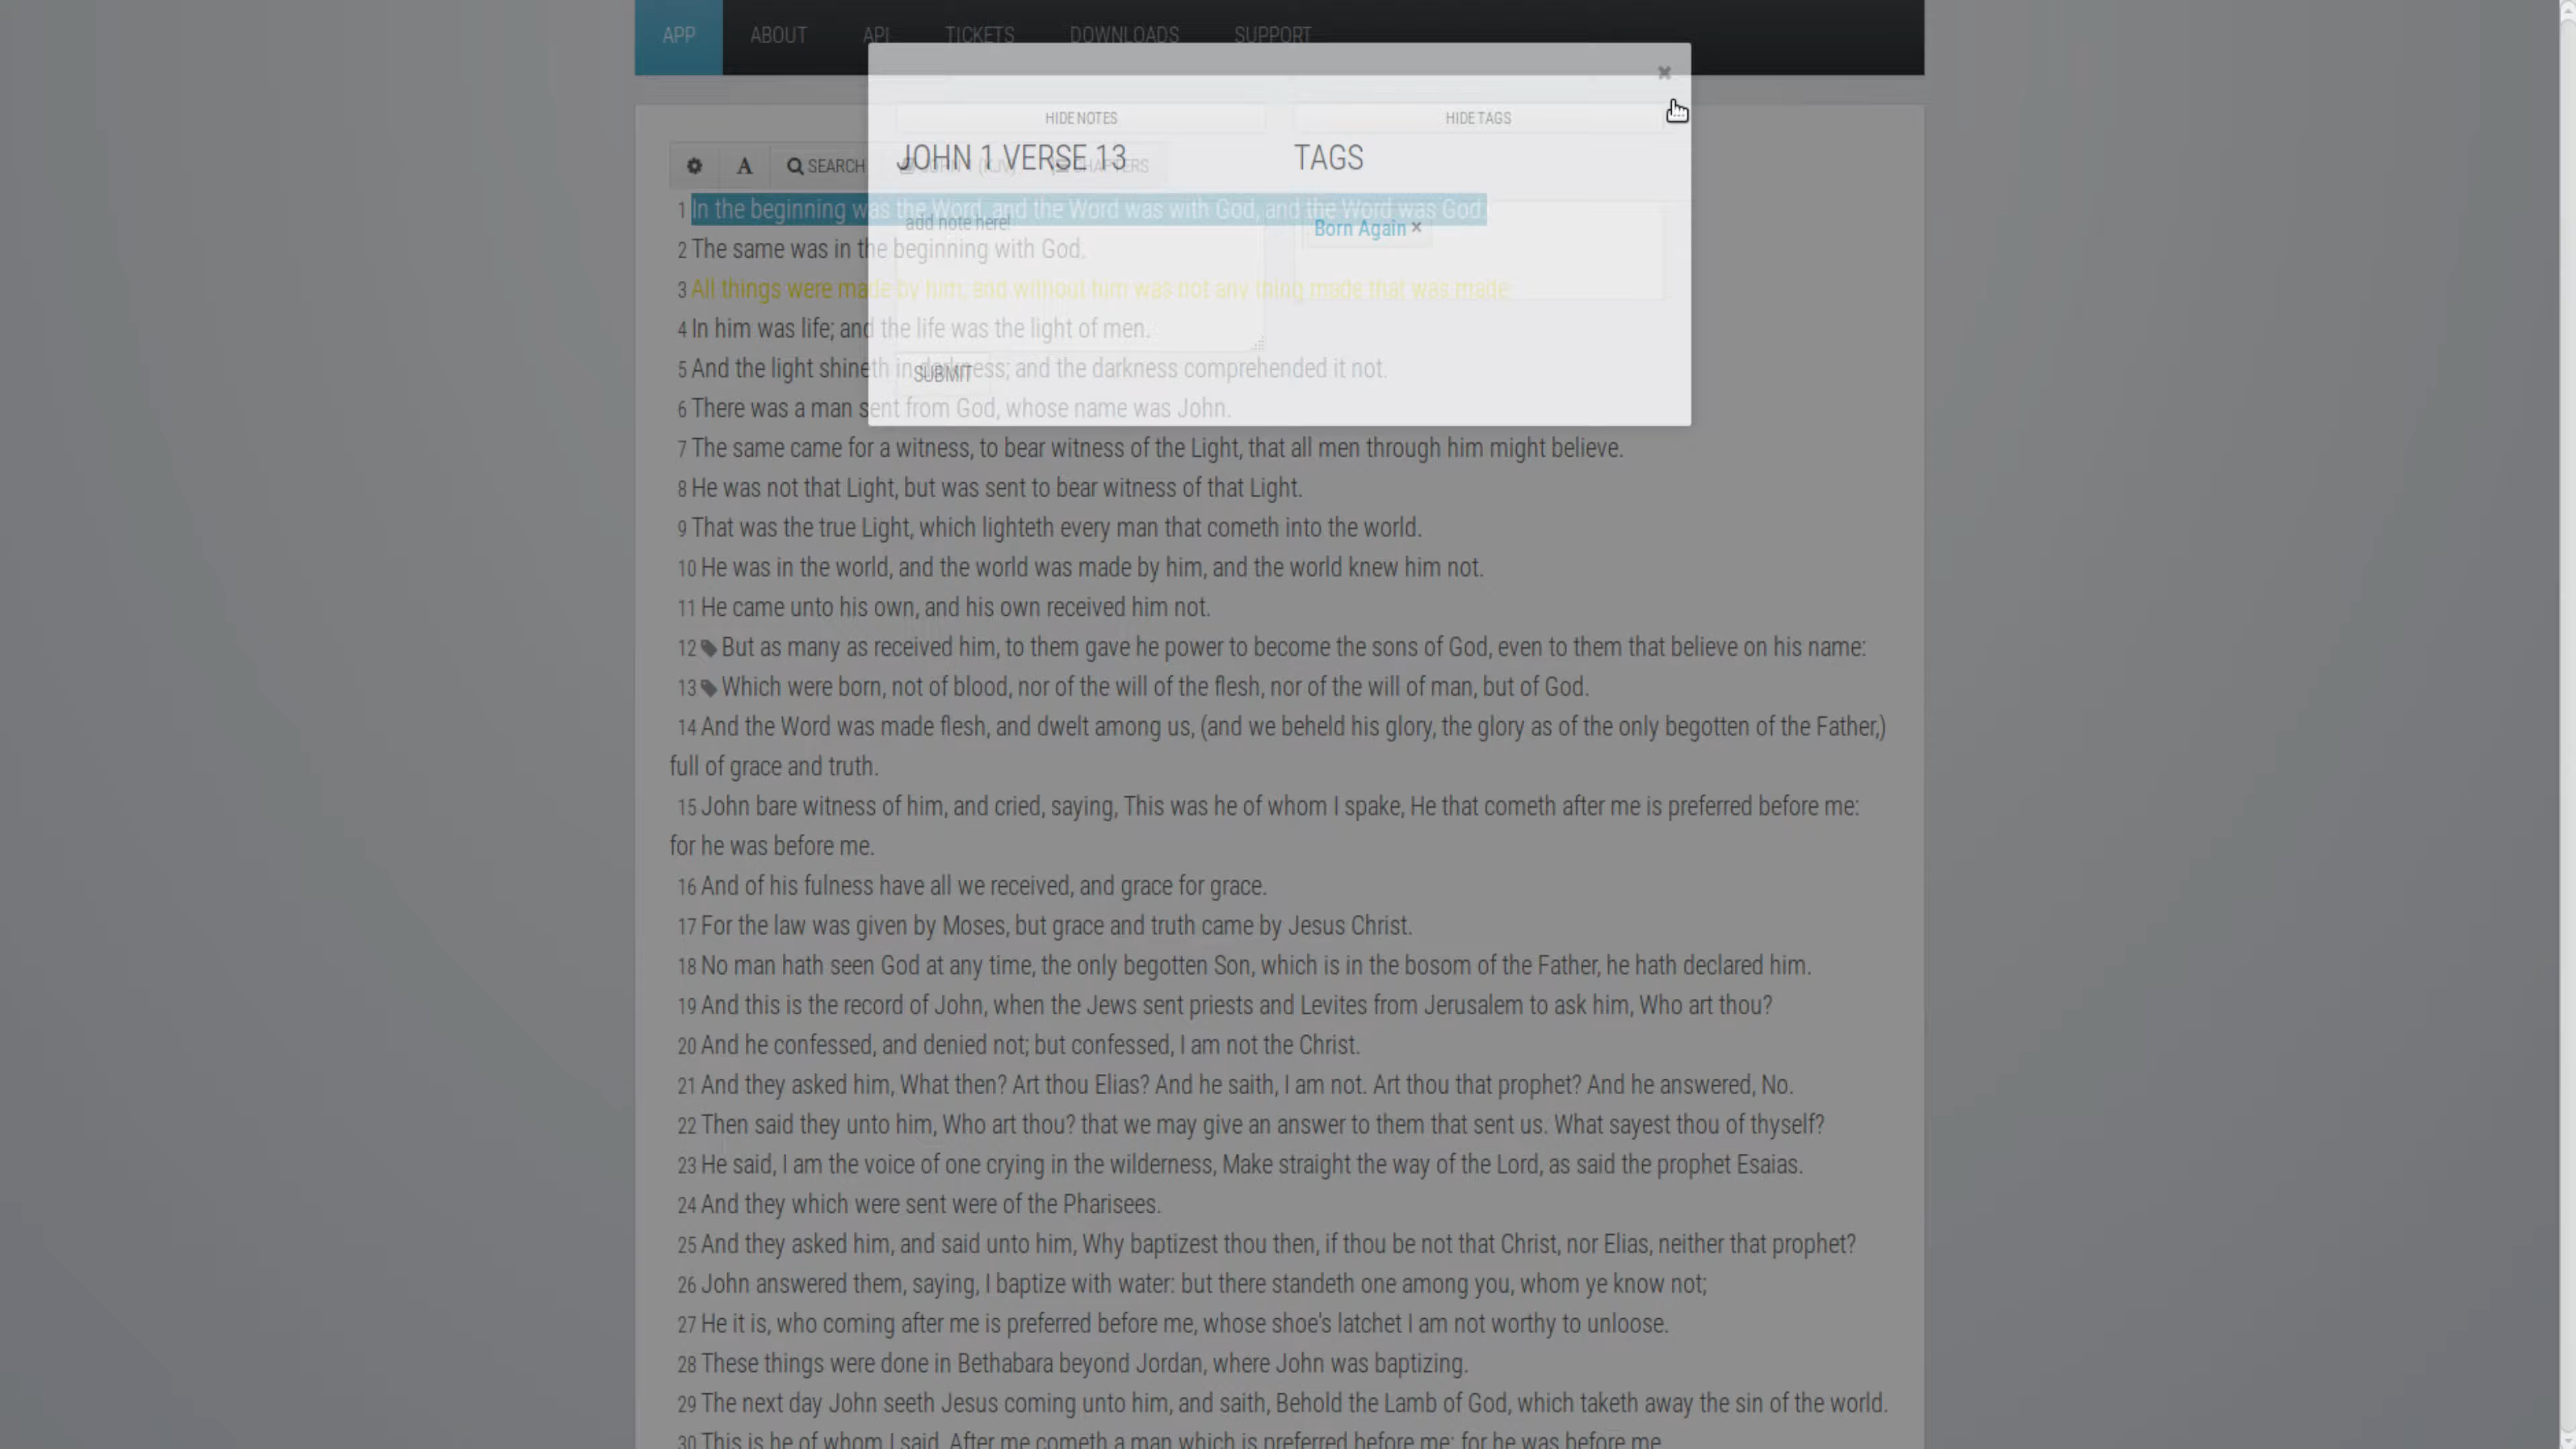 APP ABOUT API TICKETS DOWNLOADS SUPPORT
HIDE NOTES HIDE TAGS
JOHN 1 VERSE 13 TAGS
A SEARCH JOHN 1 (KJV) CHAPTERS
1 In the beginning was the Word, and the Word was with God, and the Word was God
add note here!
Born Again ×
2 The same was in the beginning with God.
3 All things were made by him; and without him was not any thing made that was made.
4 In him was life; and the life was the light of men.
5 And the light shineth in darkness; and the darkness comprehended it not.
SUBMIT
6 There was a man sent from God, whose name was John.
7 The same came for a witness, to bear witness of the Light, that all men through him might believe.
8 He was not that Light, but was sent to bear witness of that Light.
9 That was the true Light, which lighteth every man that cometh into the world.
10 He was in the world, and the world was made by him, and the world knew him not.
11 He came unto his own, and his own received him not.
12 But as many as received him, to them gave he power to become the sons of God, even to them that believe on his name:
13 Which were born, not of blood, nor of the will of the flesh, nor of the will of man, but of God.
14 And the Word was made flesh, and dwelt among us, (and we beheld his glory, the glory as of the only begotten of the Father,)
full of grace and truth.
15 John bare witness of him, and cried, saying, This was he of whom I spake, He that cometh after me is preferred before me:
for he was before me.
16 And of his fulness have all we received, and grace for grace.
17 For the law was given by Moses, but grace and truth came by Jesus Christ.
18 No man hath seen God at any time, the only begotten Son, which is in the bosom of the Father, he hath declared him.
19 And this is the record of John, when the Jews sent priests and Levites from Jerusalem to ask him, Who art thou?
20 And he confessed, and denied not; but confessed, I am not the Christ.
21 And they asked him, What then? Art thou Elias? And he saith, I am not. Art thou that prophet? And he answered, No.
22 Then said they unto him, Who art thou? that we may give an answer to them that sent us. What sayest thou of thyself?
23 He said, I am the voice of one crying in the wilderness, Make straight the way of the Lord, as said the prophet Esaias.
24 And they which were sent were of the Pharisees.
25 And they asked him, and said unto him, Why baptizest thou then, if thou be not that Christ, nor Elias, neither that prophet?
26 John answered them, saying, I baptize with water: but there standeth one among you, whom ye know not;
27 He it is, who coming after me is preferred before me, whose shoe's latchet I am not worthy to unloose.
28 These things were done in Bethabara beyond Jordan, where John was baptizing.
29 The next day John seeth Jesus coming unto him, and saith, Behold the Lamb of God, which taketh away the sin of the world.
30 This is he of whom I said, After me cometh a man which is preferred before me: for he was before me